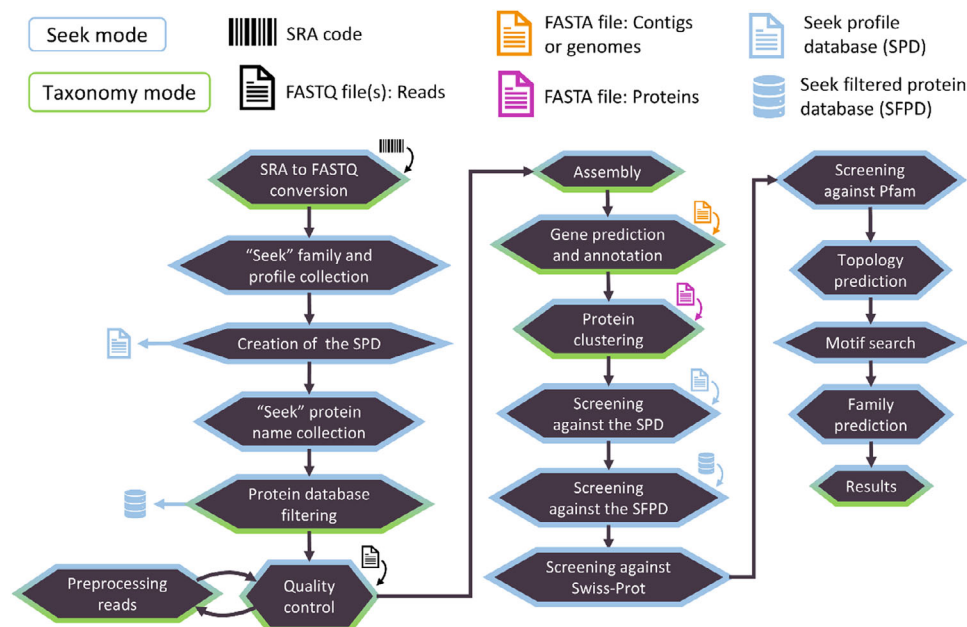 Seek mode
Taxonomy mode
SRA code
FASTQ file(s): Reads
FASTA file: Contigs
or genomes
FASTA file: Proteins
Seek profile
database (SPD)
Seek filtered protein
database (SFPD)
SRA to FASTQ
conversion
“Seek” family and
profile collection
Creation of the SPD
“Seek” protein
name collection
Protein database
filtering
Preprocessing
reads
Quality
control
Assembly
Gene prediction
and annotation
Protein
clustering
Screening
against the SPD
Screening
against the SFPD
Screening against
Swiss-Prot
Screening
against Pfam
Topology
prediction
Motif search
Family
prediction
Results